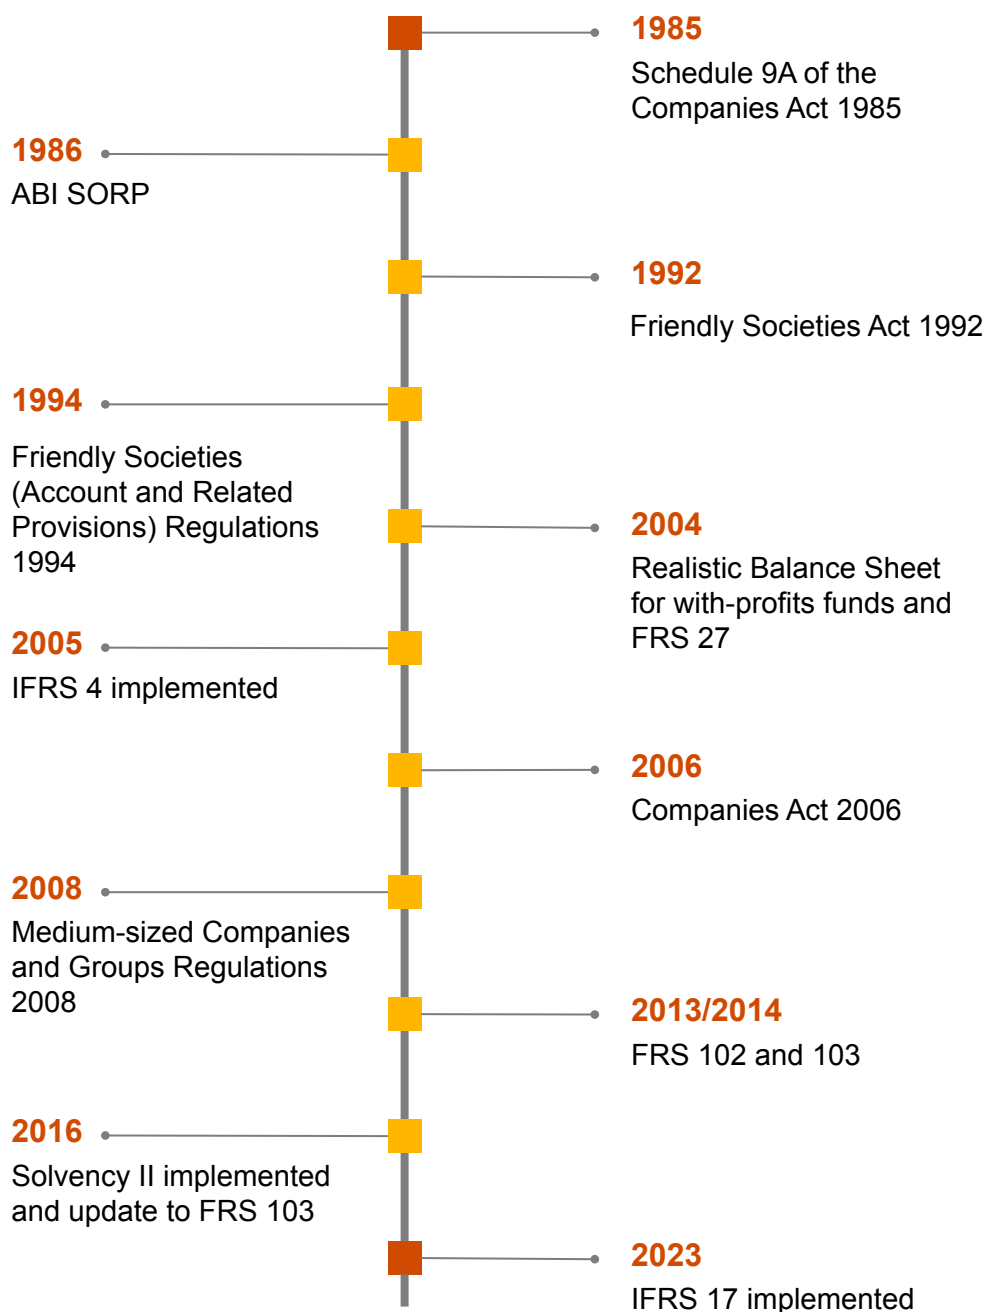 1985
Schedule 9A of the
Companies Act 1985
1986
ABI SORP
1992
Friendly Societies Act 1992
1994
Friendly Societies
(Account and Related
Provisions) Regulations
1994
2004
Realistic Balance Sheet
for with-profits funds and
FRS 27
2005
IFRS 4 implemented
2006
Companies Act 2006
2008
Medium-sized Companies
and Groups Regulations
2008
2013/2014
FRS 102 and 103
2016
Solvency II implemented
and update to FRS 103
2023
IFRS 17 implemented